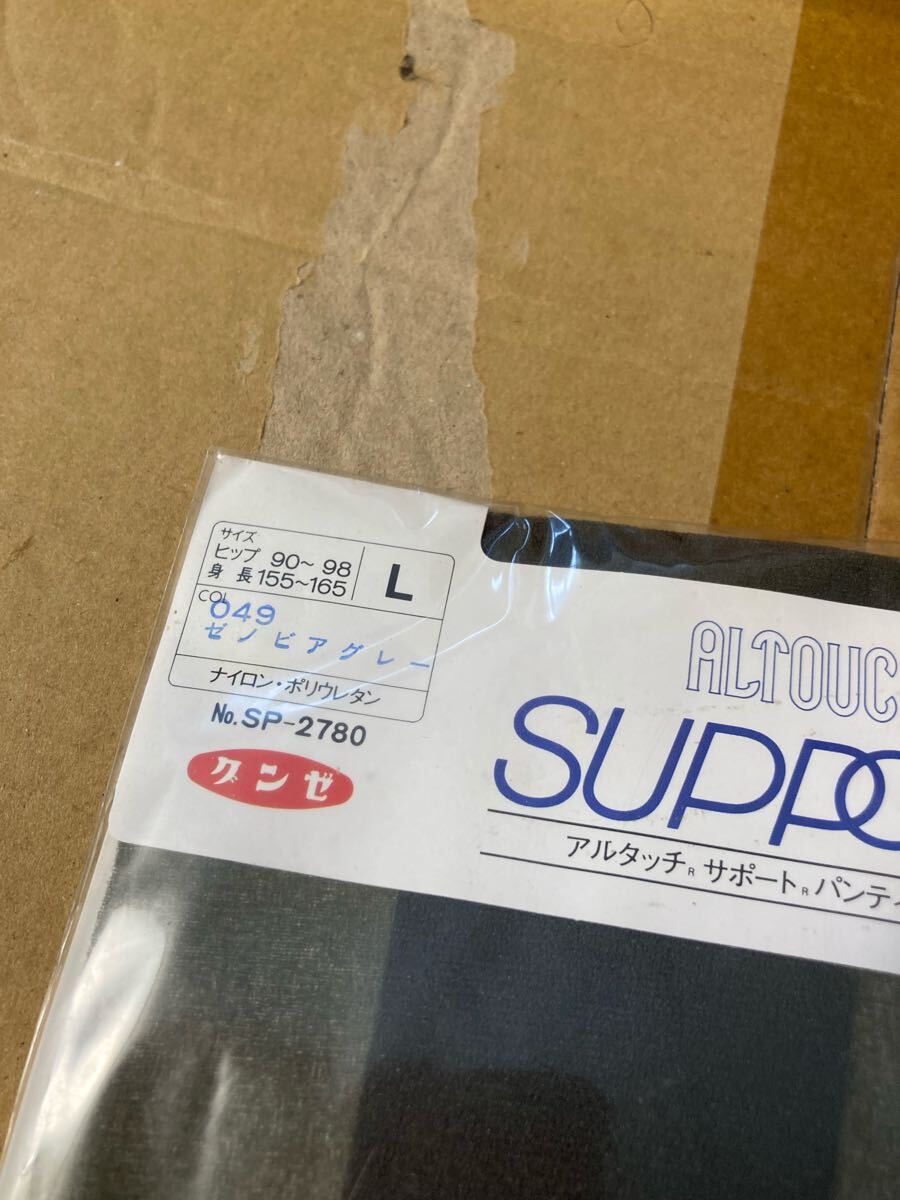 サイズ
ヒップ 90〜98
身長 155〜165
L
COL
049
ゼノビアグレー
ナイロン・ポリウレタン
No.SP-2780
グンゼ
ALTOUC
SUPPO
アルタッチ®サポート®パンティ